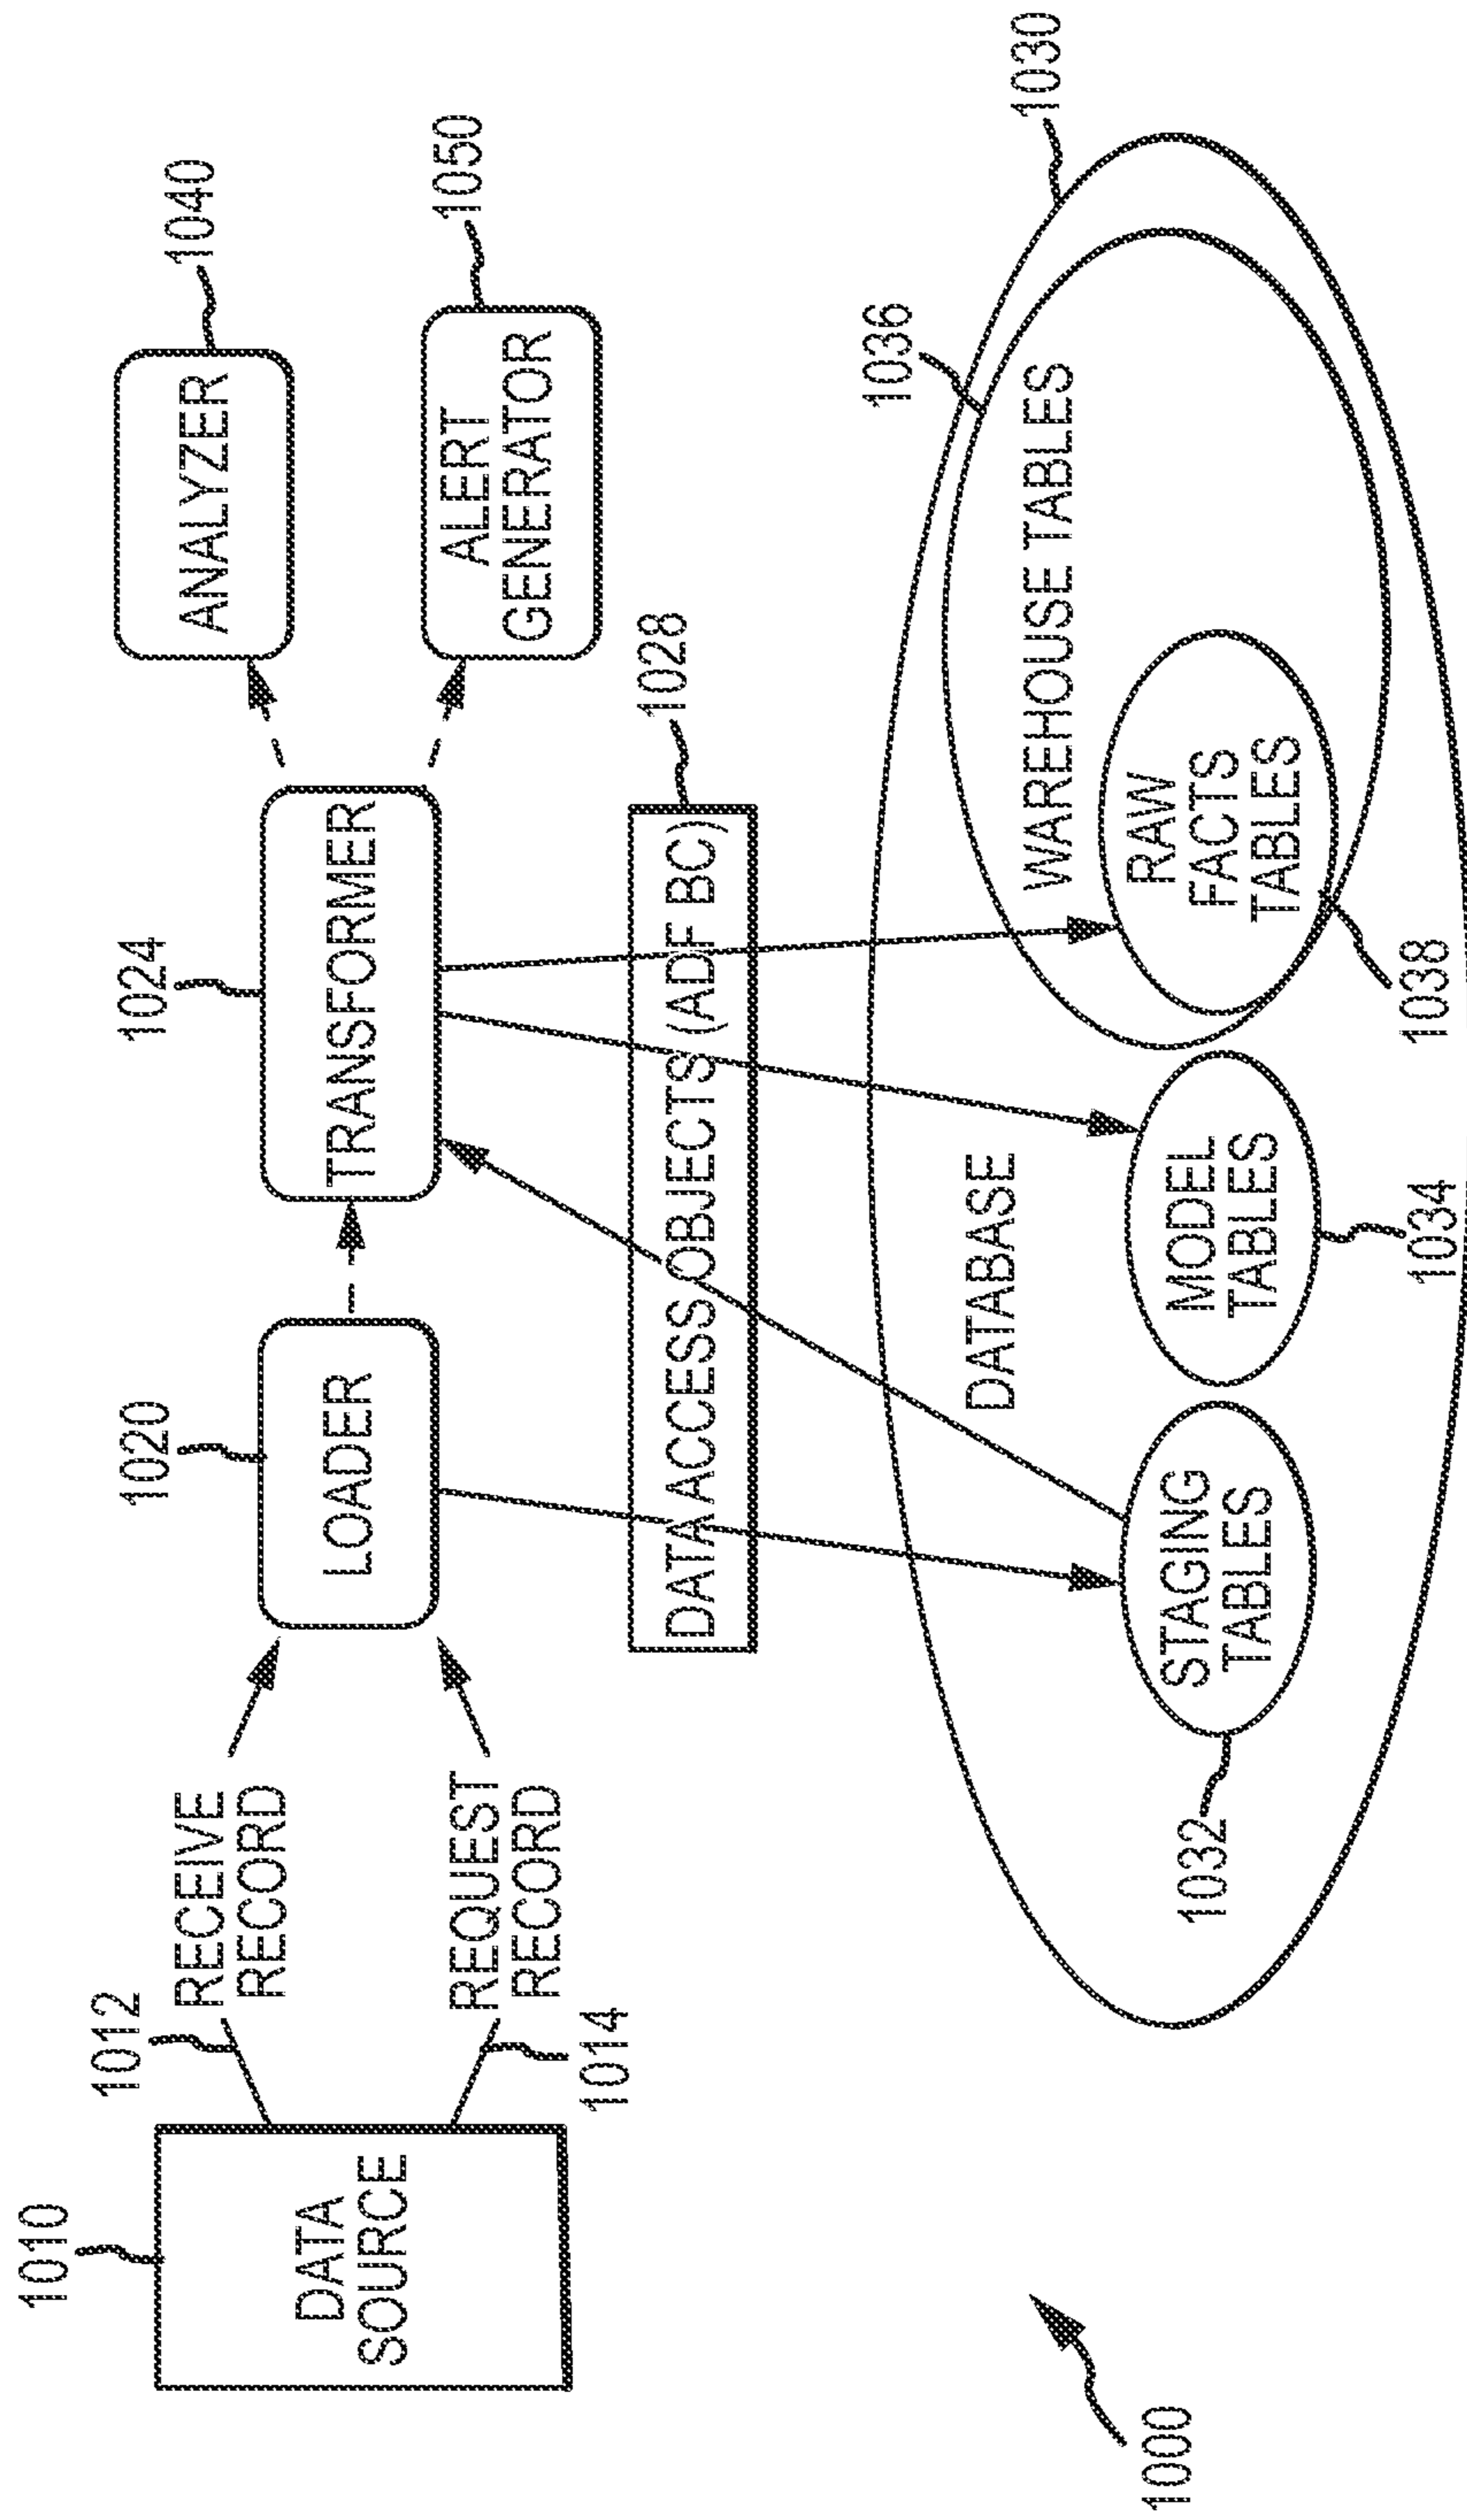 1010
DATA
SOURCE
1012
RECEIVE
RECORD
REQUEST
RECORD
1014
1020
LOADER
1024
TRANSFORMER
ANALYZER
1040
ALERT
GENERATOR
1050
DATA ACCESS OBJECTS (ADF BC)
1028
DATABASE
1030
STAGING
TABLES
1032
MODEL
TABLES
1034
WAREHOUSE TABLES
1036
RAW
FACTS
TABLES
1038
1000